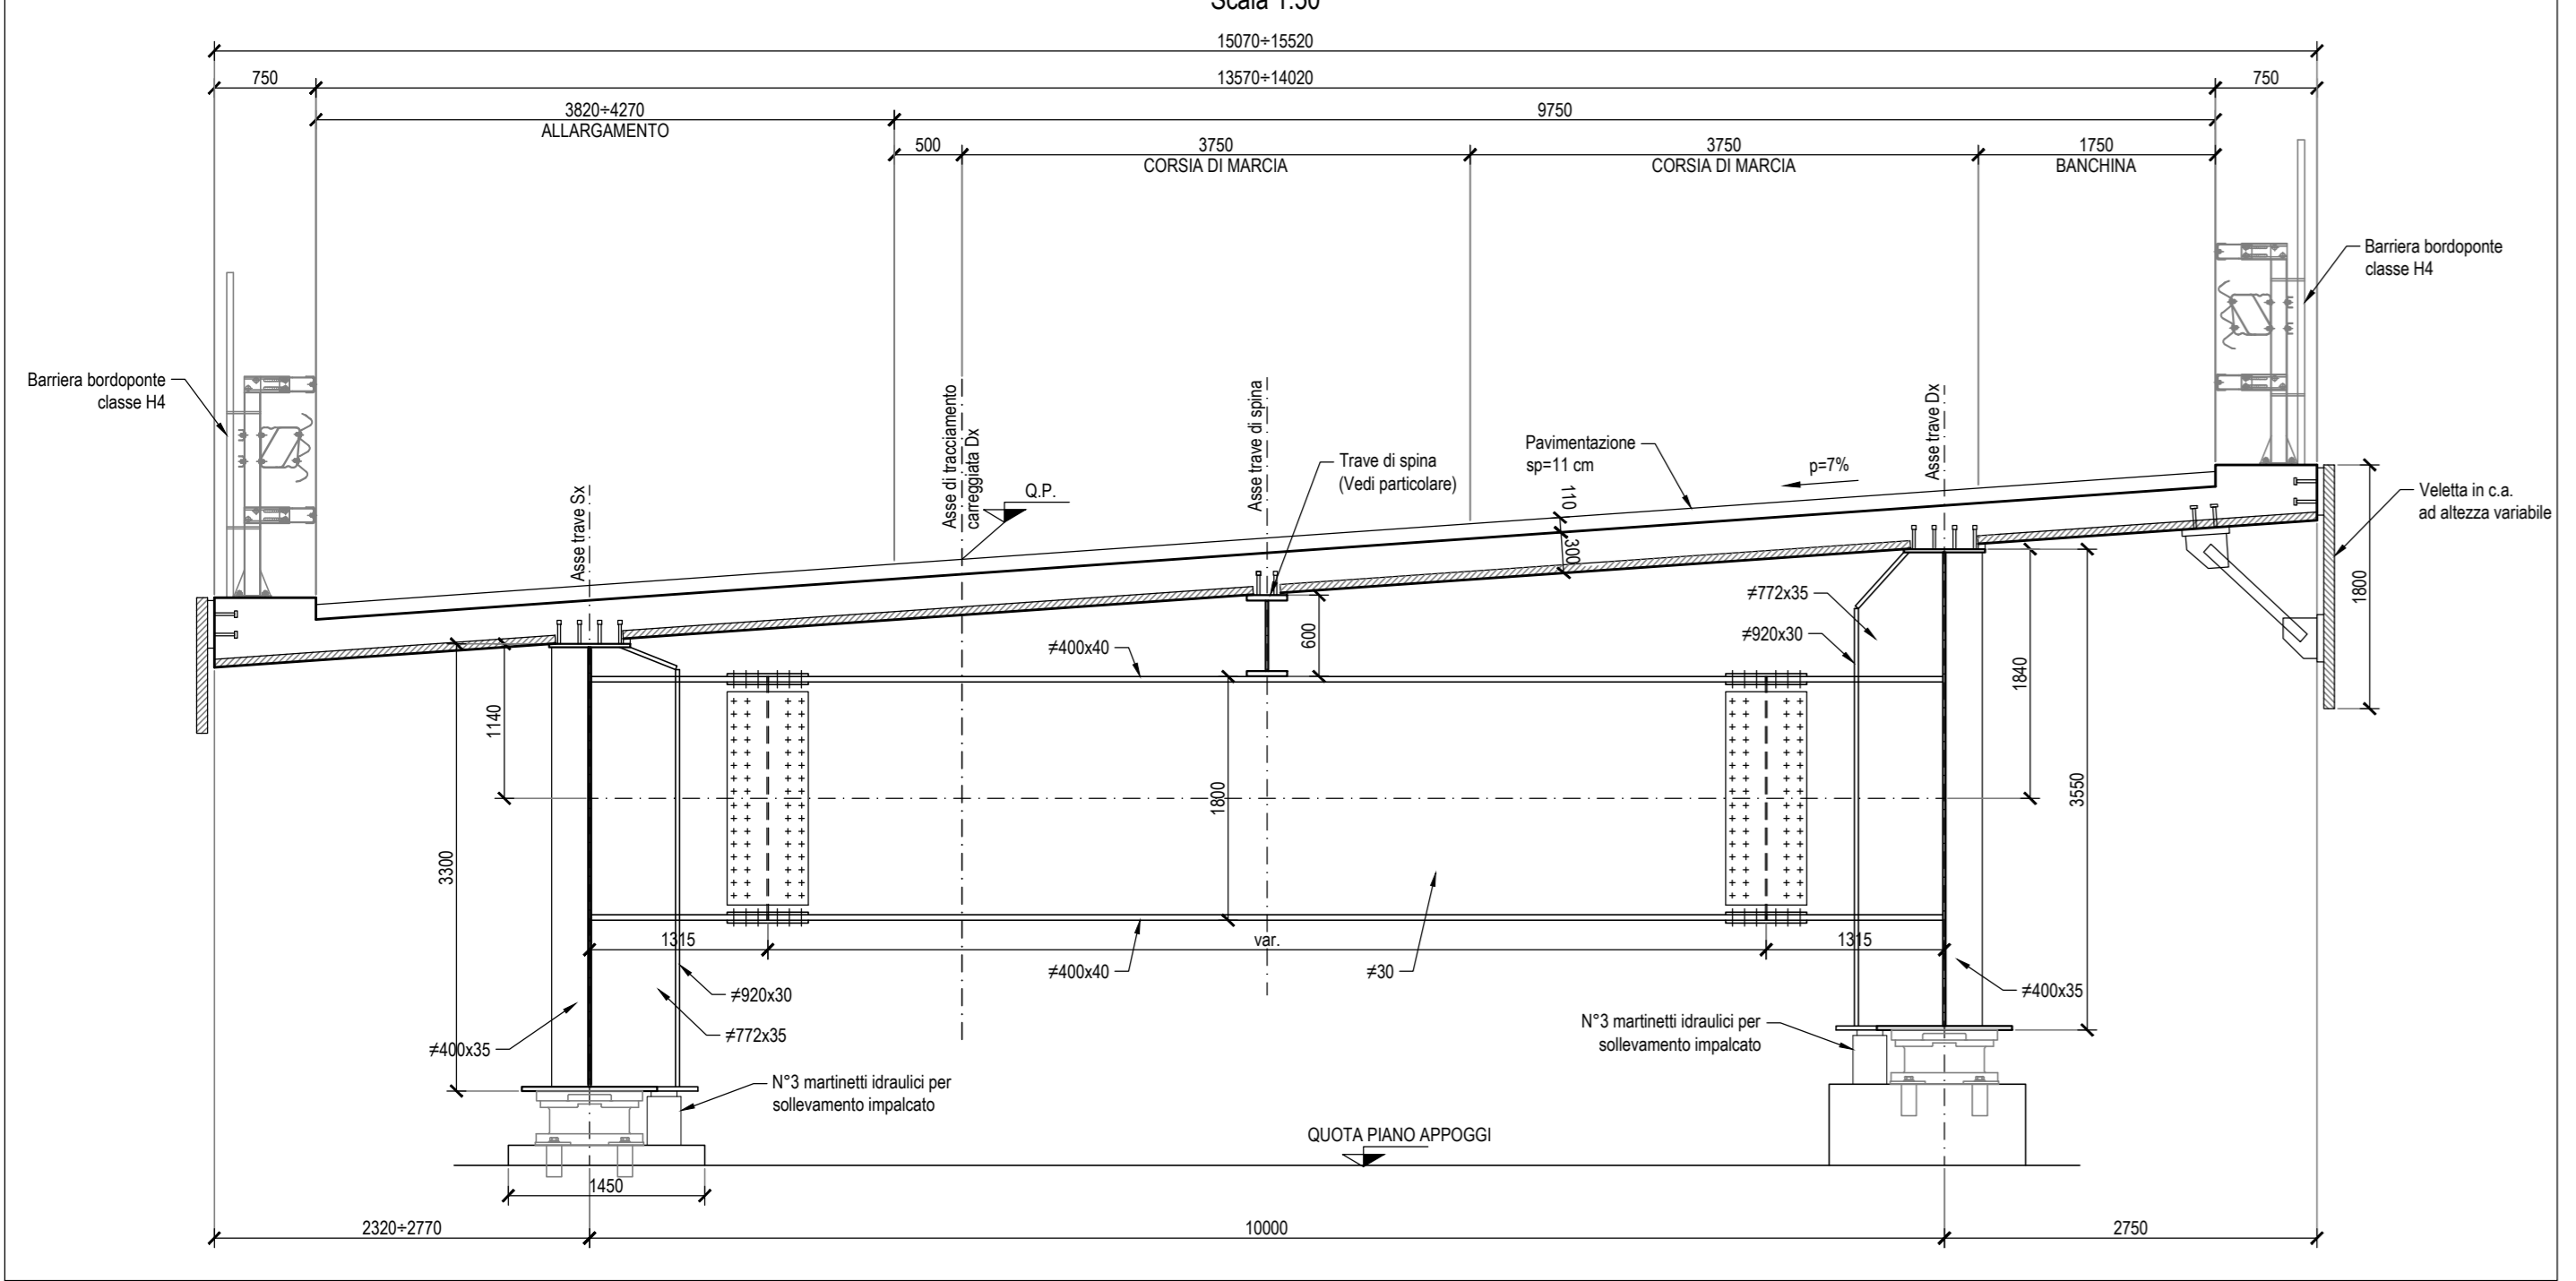 Scala 1:50
15070÷15520
750
13570÷14020
750
3820÷4270
ALLARGAMENTO
9750
500
3750
CORSIA DI MARCIA
3750
CORSIA DI MARCIA
1750
BANCHINA
Barriera bordoponte
classe H4
Barriera bordoponte
classe H4
Asse trave Sx
Asse di tracciamento
carreggiata Dx
Q.P.
Asse trave di spina
Trave di spina
(Vedi particolare)
Pavimentazione
sp=11 cm
110
300
p=7%
Asse trave Dx
Veletta in c.a.
ad altezza variabile
1800
600
≠400x40
≠772x35
≠920x30
1140
1840
3300
1800
3550
1315
var.
1315
≠400x40
≠30
≠920x30
≠772x35
≠400x35
≠400x35
N°3 martinetti idraulici per
sollevamento impalcato
N°3 martinetti idraulici per
sollevamento impalcato
QUOTA PIANO APPOGGI
1450
2320÷2770
10000
2750